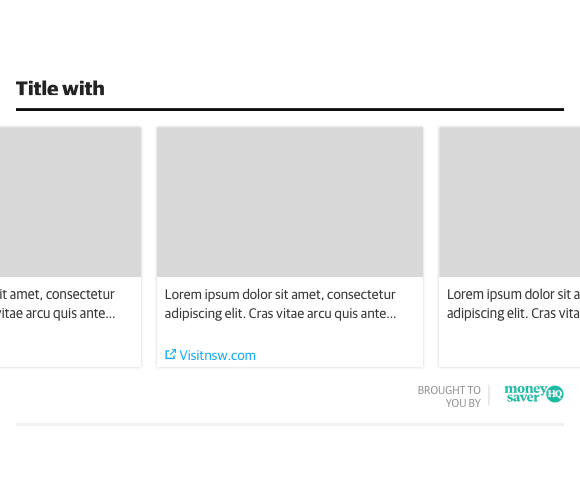 Title with
it amet, consectetur
vitae arcu quis ante...
Lorem ipsum dolor sit amet, consectetur
adipiscing elit. Cras vitae arcu quis ante...
Visitnsw.com
Lorem ipsum dolor sit a
adipiscing elit. Cras vita
BROUGHT TO
YOU BY
money
saver
HQ